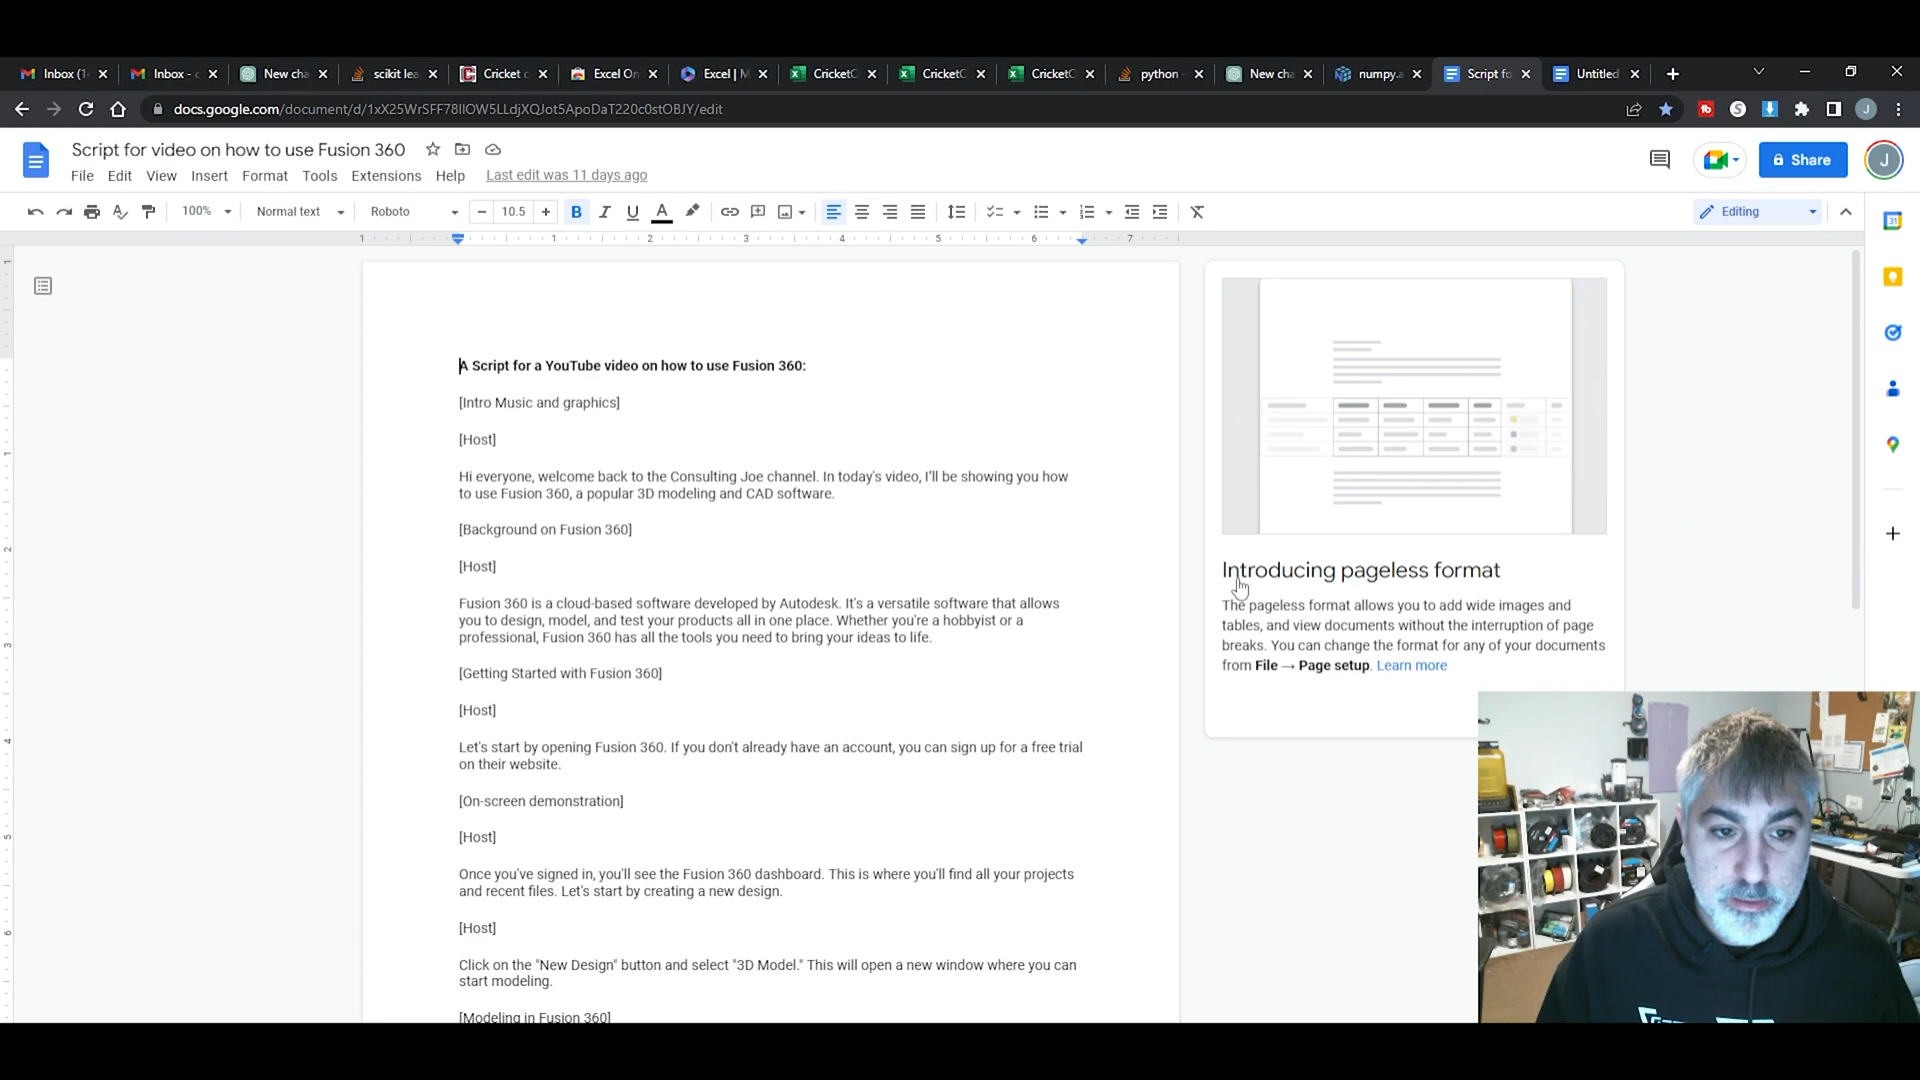 Inbox (1
Inbox - c
New cha
scikit lea
Cricket c
Excel On
Excel | M
CricketC
CricketC
CricketC
python -
New cha
numpy.a
Script fo
Untitled
docs.google.com/document/d/1xX25WrSFF78IlOW5LLdjXQJot5ApoDaT220c0stOBJY/edit
Script for video on how to use Fusion 360
File Edit View Insert Format Tools Extensions Help Last edit was 11 days ago
Share
J
100% Normal text Roboto 10.5 Editing
1 1 2 3 4 5 6 7
A Script for a YouTube video on how to use Fusion 360:
[Intro Music and graphics]
[Host]
Hi everyone, welcome back to the Consulting Joe channel. In today's video, I'll be showing you how
to use Fusion 360, a popular 3D modeling and CAD software.
[Background on Fusion 360]
[Host]
Fusion 360 is a cloud-based software developed by Autodesk. It's a versatile software that allows
you to design, model, and test your products all in one place. Whether you're a hobbyist or a
professional, Fusion 360 has all the tools you need to bring your ideas to life.
[Getting Started with Fusion 360]
[Host]
Let's start by opening Fusion 360. If you don't already have an account, you can sign up for a free trial
on their website.
[On-screen demonstration]
[Host]
Once you've signed in, you'll see the Fusion 360 dashboard. This is where you'll find all your projects
and recent files. Let's start by creating a new design.
[Host]
Click on the "New Design" button and select "3D Model." This will open a new window where you can
start modeling.
[Modeling in Fusion 360]
Introducing pageless format
The pageless format allows you to add wide images and
tables, and view documents without the interruption of page
breaks. You can change the format for any of your documents
from File → Page setup. Learn more